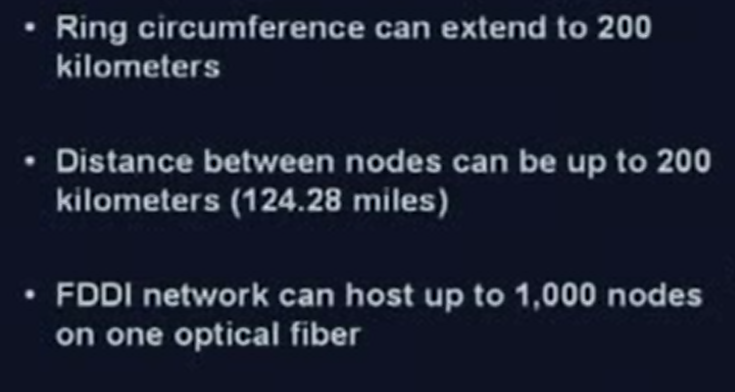 • Ring circumference can extend to 200
kilometers
• Distance between nodes can be up to 200
kilometers (124.28 miles)
• FDDI network can host up to 1,000 nodes
on one optical fiber